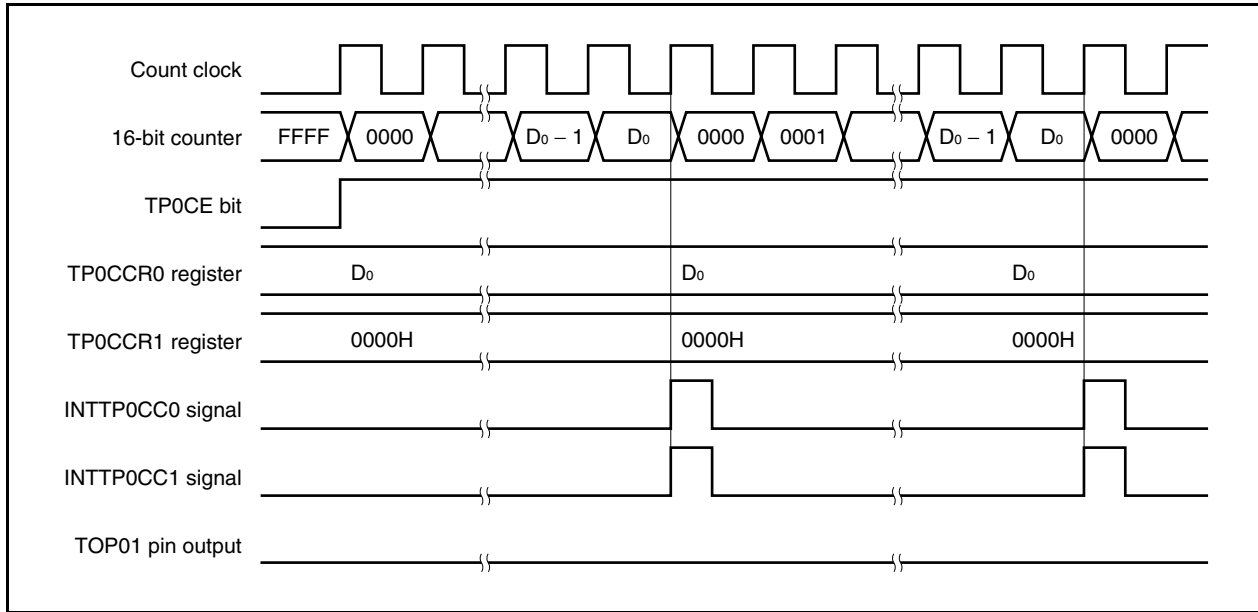 Count clock
16-bit counter FFFF 0000 D₀ – 1 D₀ 0000 0001 D₀ – 1 D₀ 0000
TP0CE bit
TP0CCR0 register D₀ D₀ D₀
TP0CCR1 register 0000H 0000H 0000H
INTTP0CC0 signal
INTTP0CC1 signal
TOP01 pin output